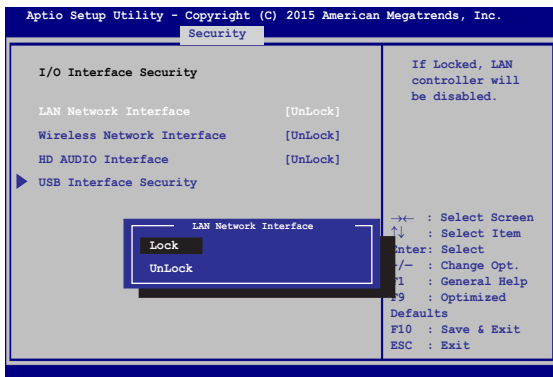 Aptio Setup Utility - Copyright (C) 2015 American Megatrends, Inc.
Security
I/O Interface Security
LAN Network Interface [UnLock]
Wireless Network Interface [UnLock]
HD AUDIO Interface [UnLock]
USB Interface Security
If Locked, LAN
controller will
be disabled.
LAN Network Interface
Lock
UnLock
→← : Select Screen
↑↓ : Select Item
Enter: Select
+/— : Change Opt.
F1 : General Help
F9 : Optimized
Defaults
F10 : Save & Exit
ESC : Exit